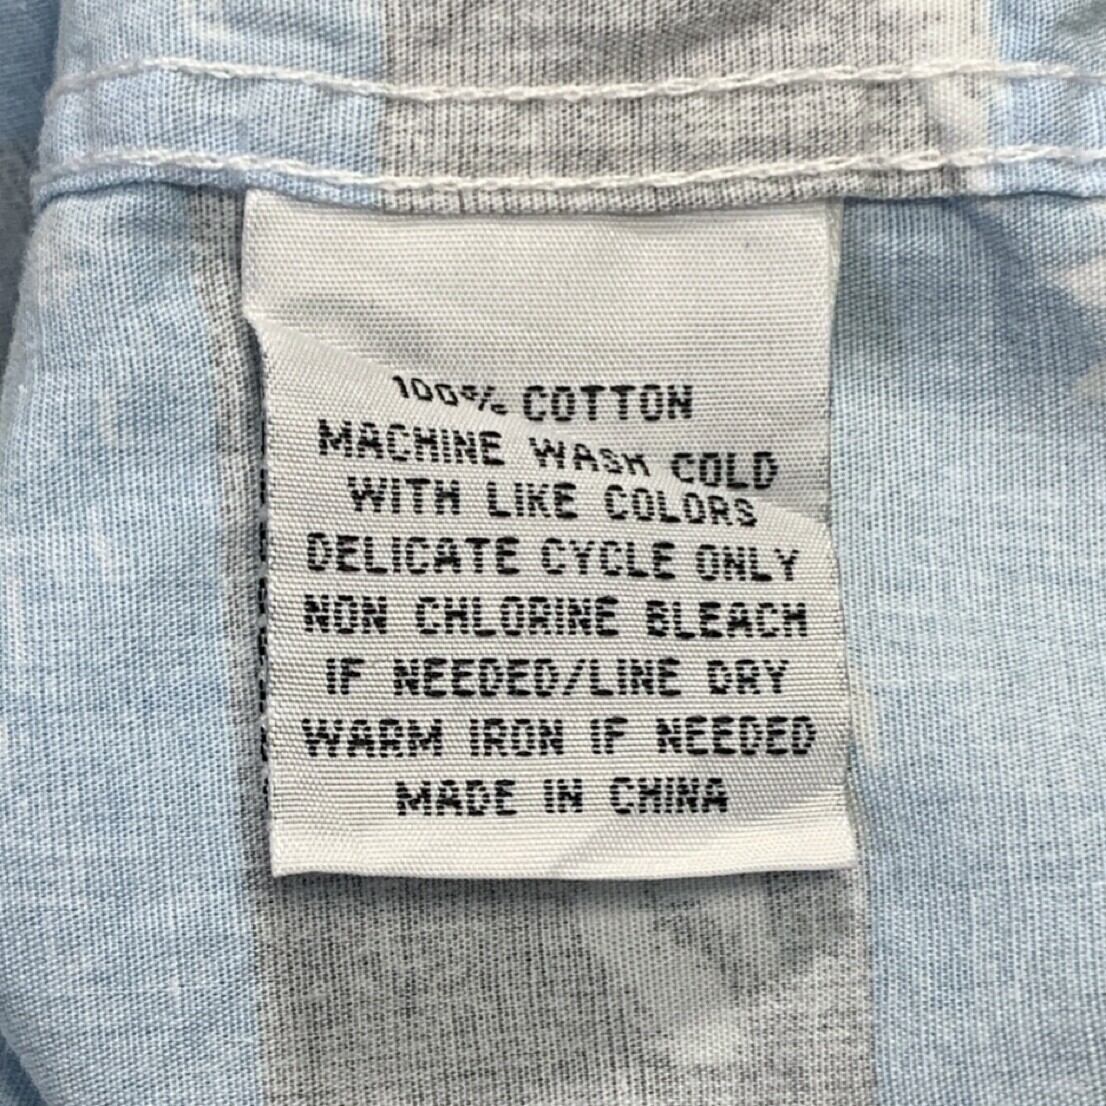 100% COTTON
MACHINE WASH COLD
WITH LIKE COLORS
DELICATE CYCLE ONLY
NON CHLORINE BLEACH
IF NEEDED/LINE DRY
WARM IRON IF NEEDED
MADE IN CHINA